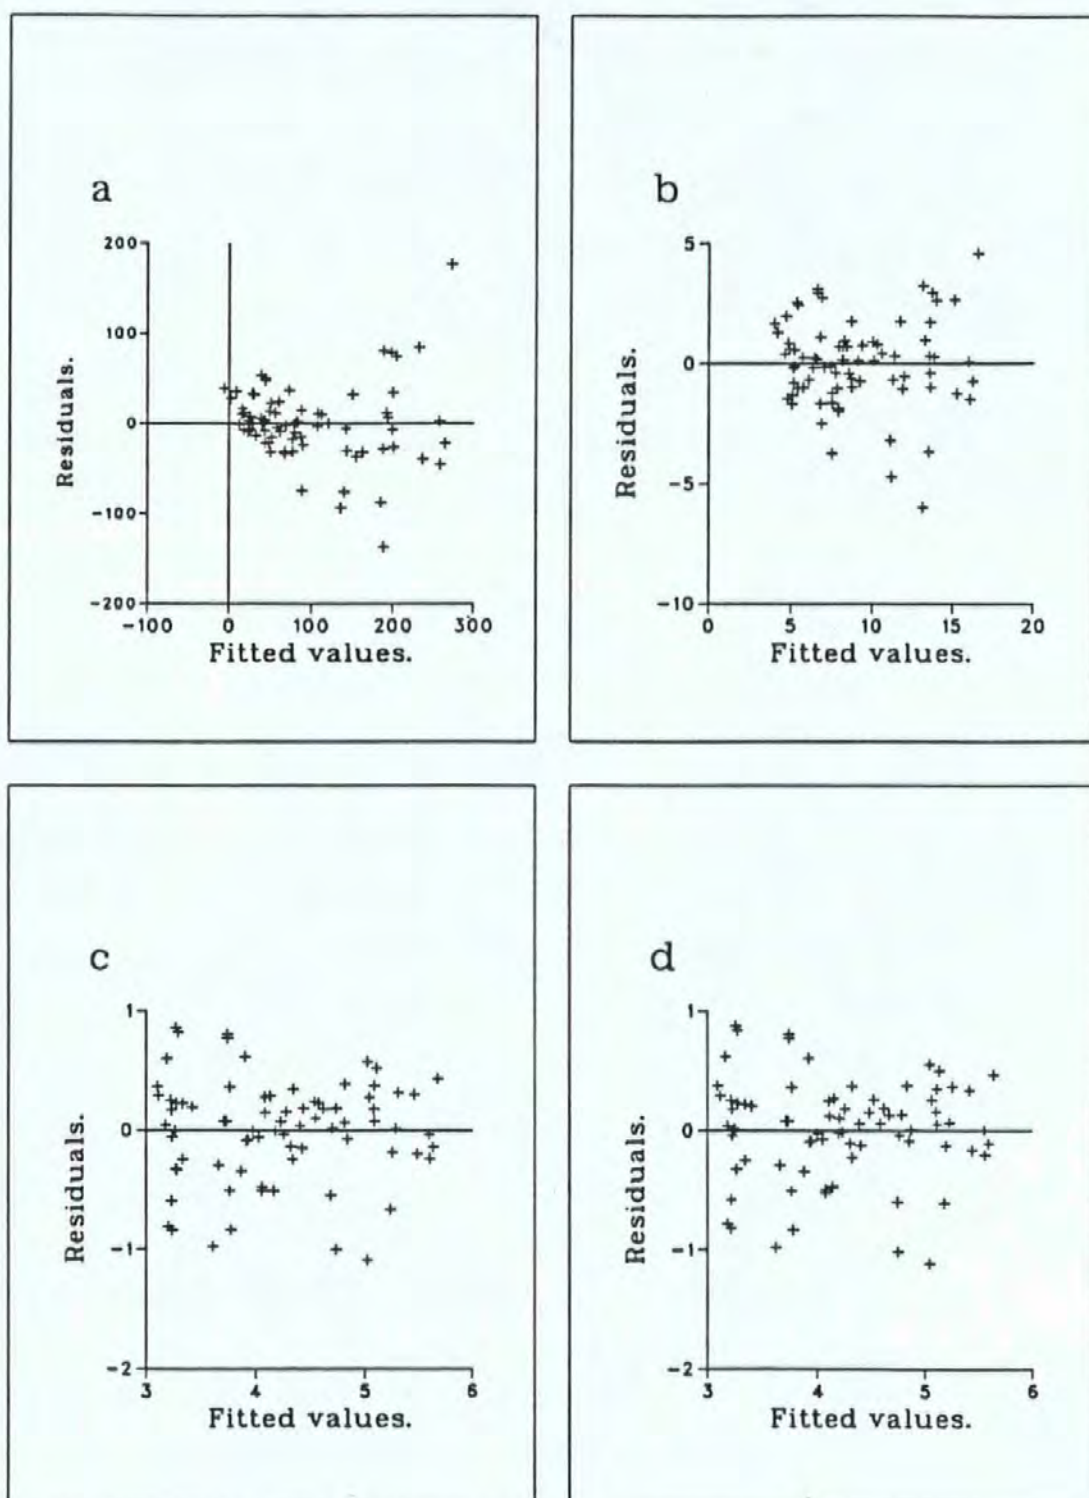 a
200
100
0
-100
-200
-100 0 100 200 300
Residuals.
Fitted values.
b
5
0
-5
-10
0 5 10 15 20
Residuals.
Fitted values.
c
1
0
-1
-2
3 4 5 6
Residuals.
Fitted values.
d
1
0
-1
-2
3 4 5 6
Residuals.
Fitted values.